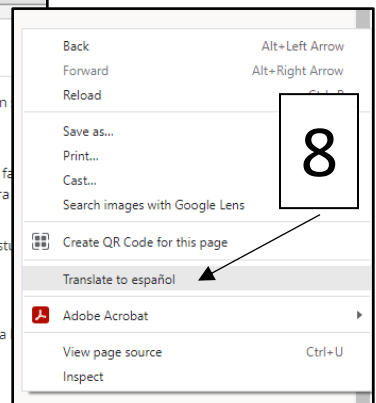 Back Alt+Left Arrow
Forward Alt+Right Arrow
Reload
Save as...
Print...
Cast...
Search images with Google Lens
8
Create QR Code for this page
Translate to español
Adobe Acrobat
View page source Ctrl+U
Inspect